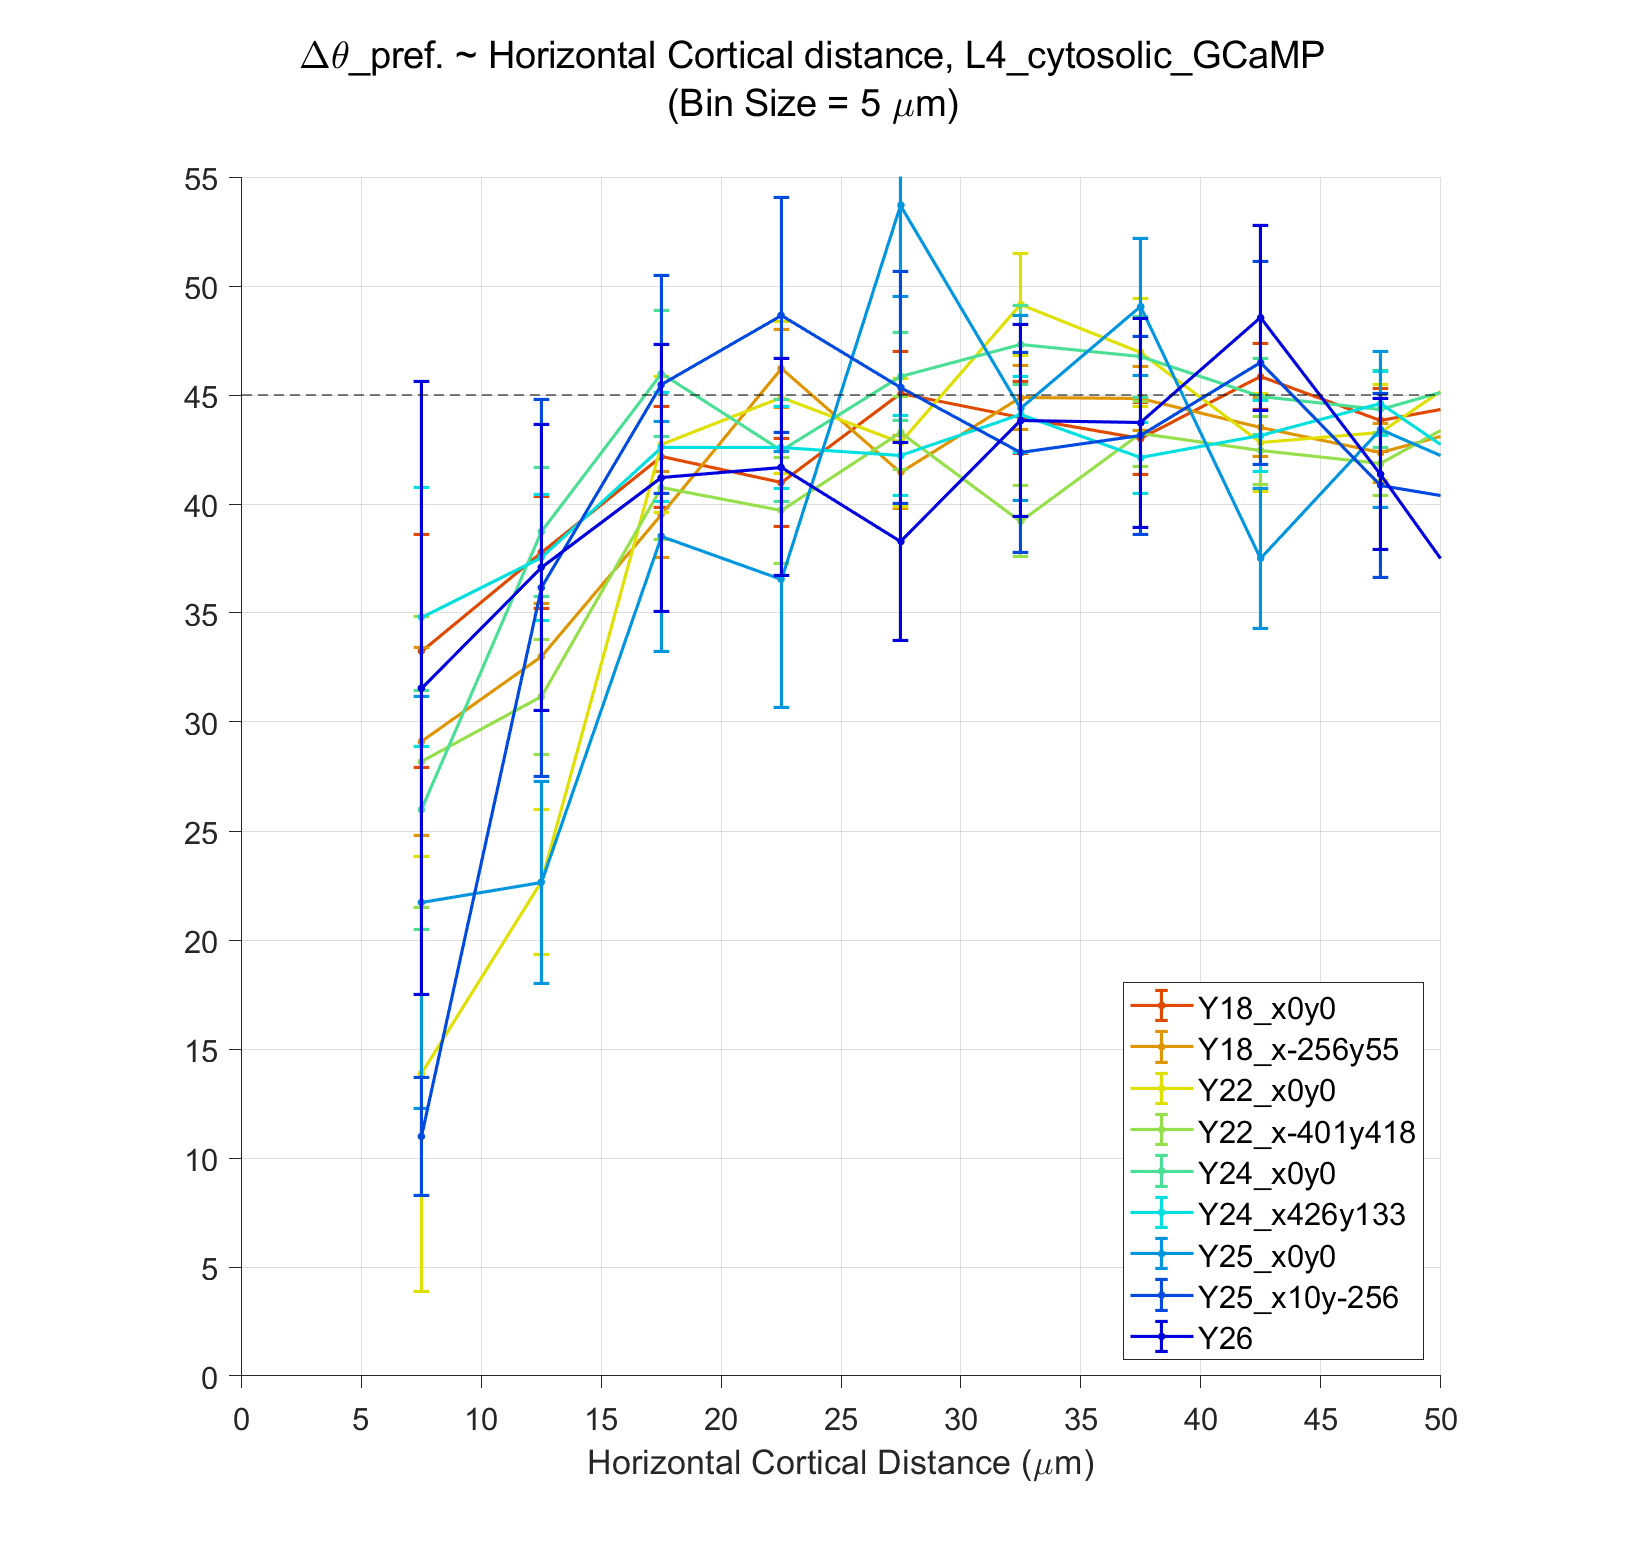 Δθ_pref. ~ Horizontal Cortical distance, L4_cytosolic_GCaMP
(Bin Size = 5 μm)
55
50
45
40
35
30
25
20
15
10
5
0
0 5 10 15 20 25 30 35 40 45 50
Horizontal Cortical Distance (μm)
Y18_x0y0
Y18_x-256y55
Y22_x0y0
Y22_x-401y418
Y24_x0y0
Y24_x426y133
Y25_x0y0
Y25_x10y-256
Y26